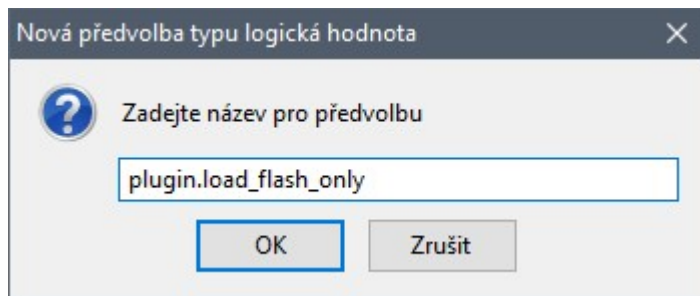 Nová předvolba typu logická hodnota
Zadejte název pro předvolbu
plugin.load_flash_only
OK Zrušit